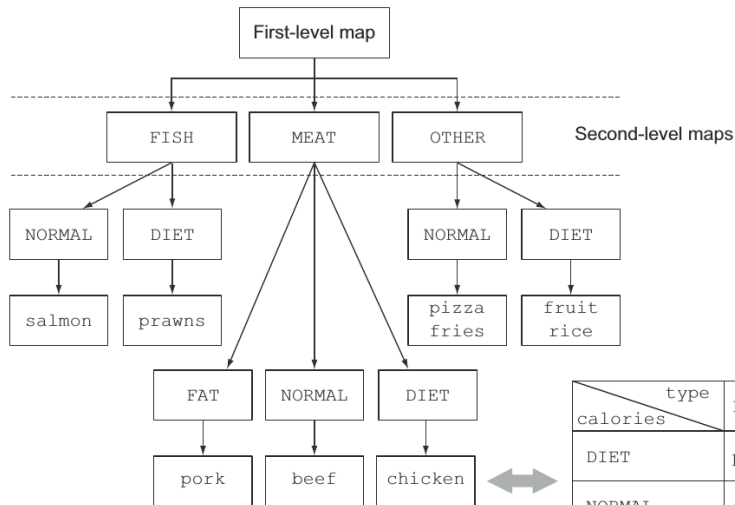 First-level map
FISH
MEAT
OTHER
Second-level maps
NORMAL
DIET
NORMAL
DIET
salmon
prawns
pizza
fries
fruit
rice
FAT
NORMAL
DIET
pork
beef
chicken
type
calories
DIET
NORMAL